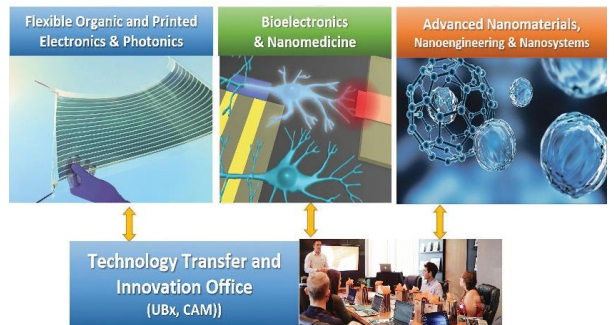 Flexible Organic and Printed
Electronics & Photonics
Bioelectronics
& Nanomedicine
Advanced Nanomaterials,
Nanoengineering & Nanosystems
Technology Transfer and
Innovation Office
(UBx, CAM))